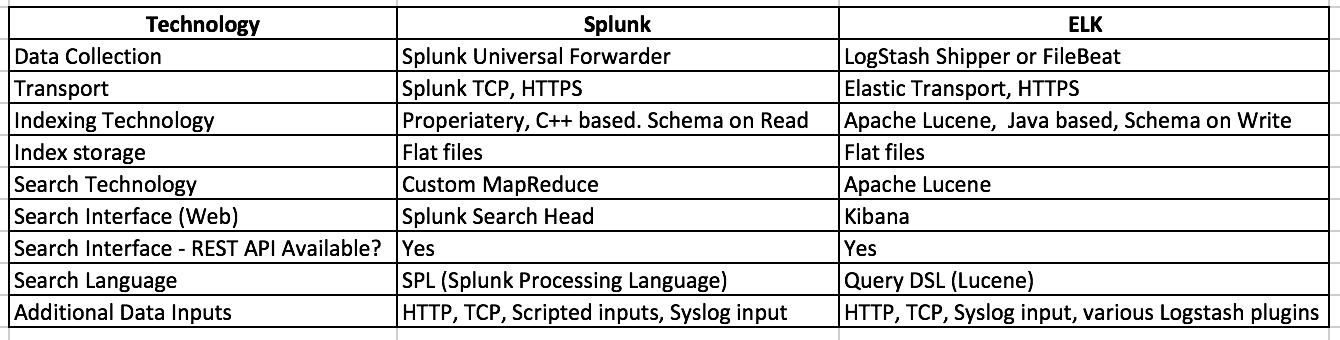 Technology Splunk ELK
Data Collection Splunk Universal Forwarder LogStash Shipper or FileBeat
Transport Splunk TCP, HTTPS Elastic Transport, HTTPS
Indexing Technology Properiatery, C++ based. Schema on Read Apache Lucene, Java based, Schema on Write
Index storage Flat files Flat files
Search Technology Custom MapReduce Apache Lucene
Search Interface (Web) Splunk Search Head Kibana
Search Interface - REST API Available? Yes Yes
Search Language SPL (Splunk Processing Language) Query DSL (Lucene)
Additional Data Inputs HTTP, TCP, Scripted inputs, Syslog input HTTP, TCP, Syslog input, various Logstash plugins